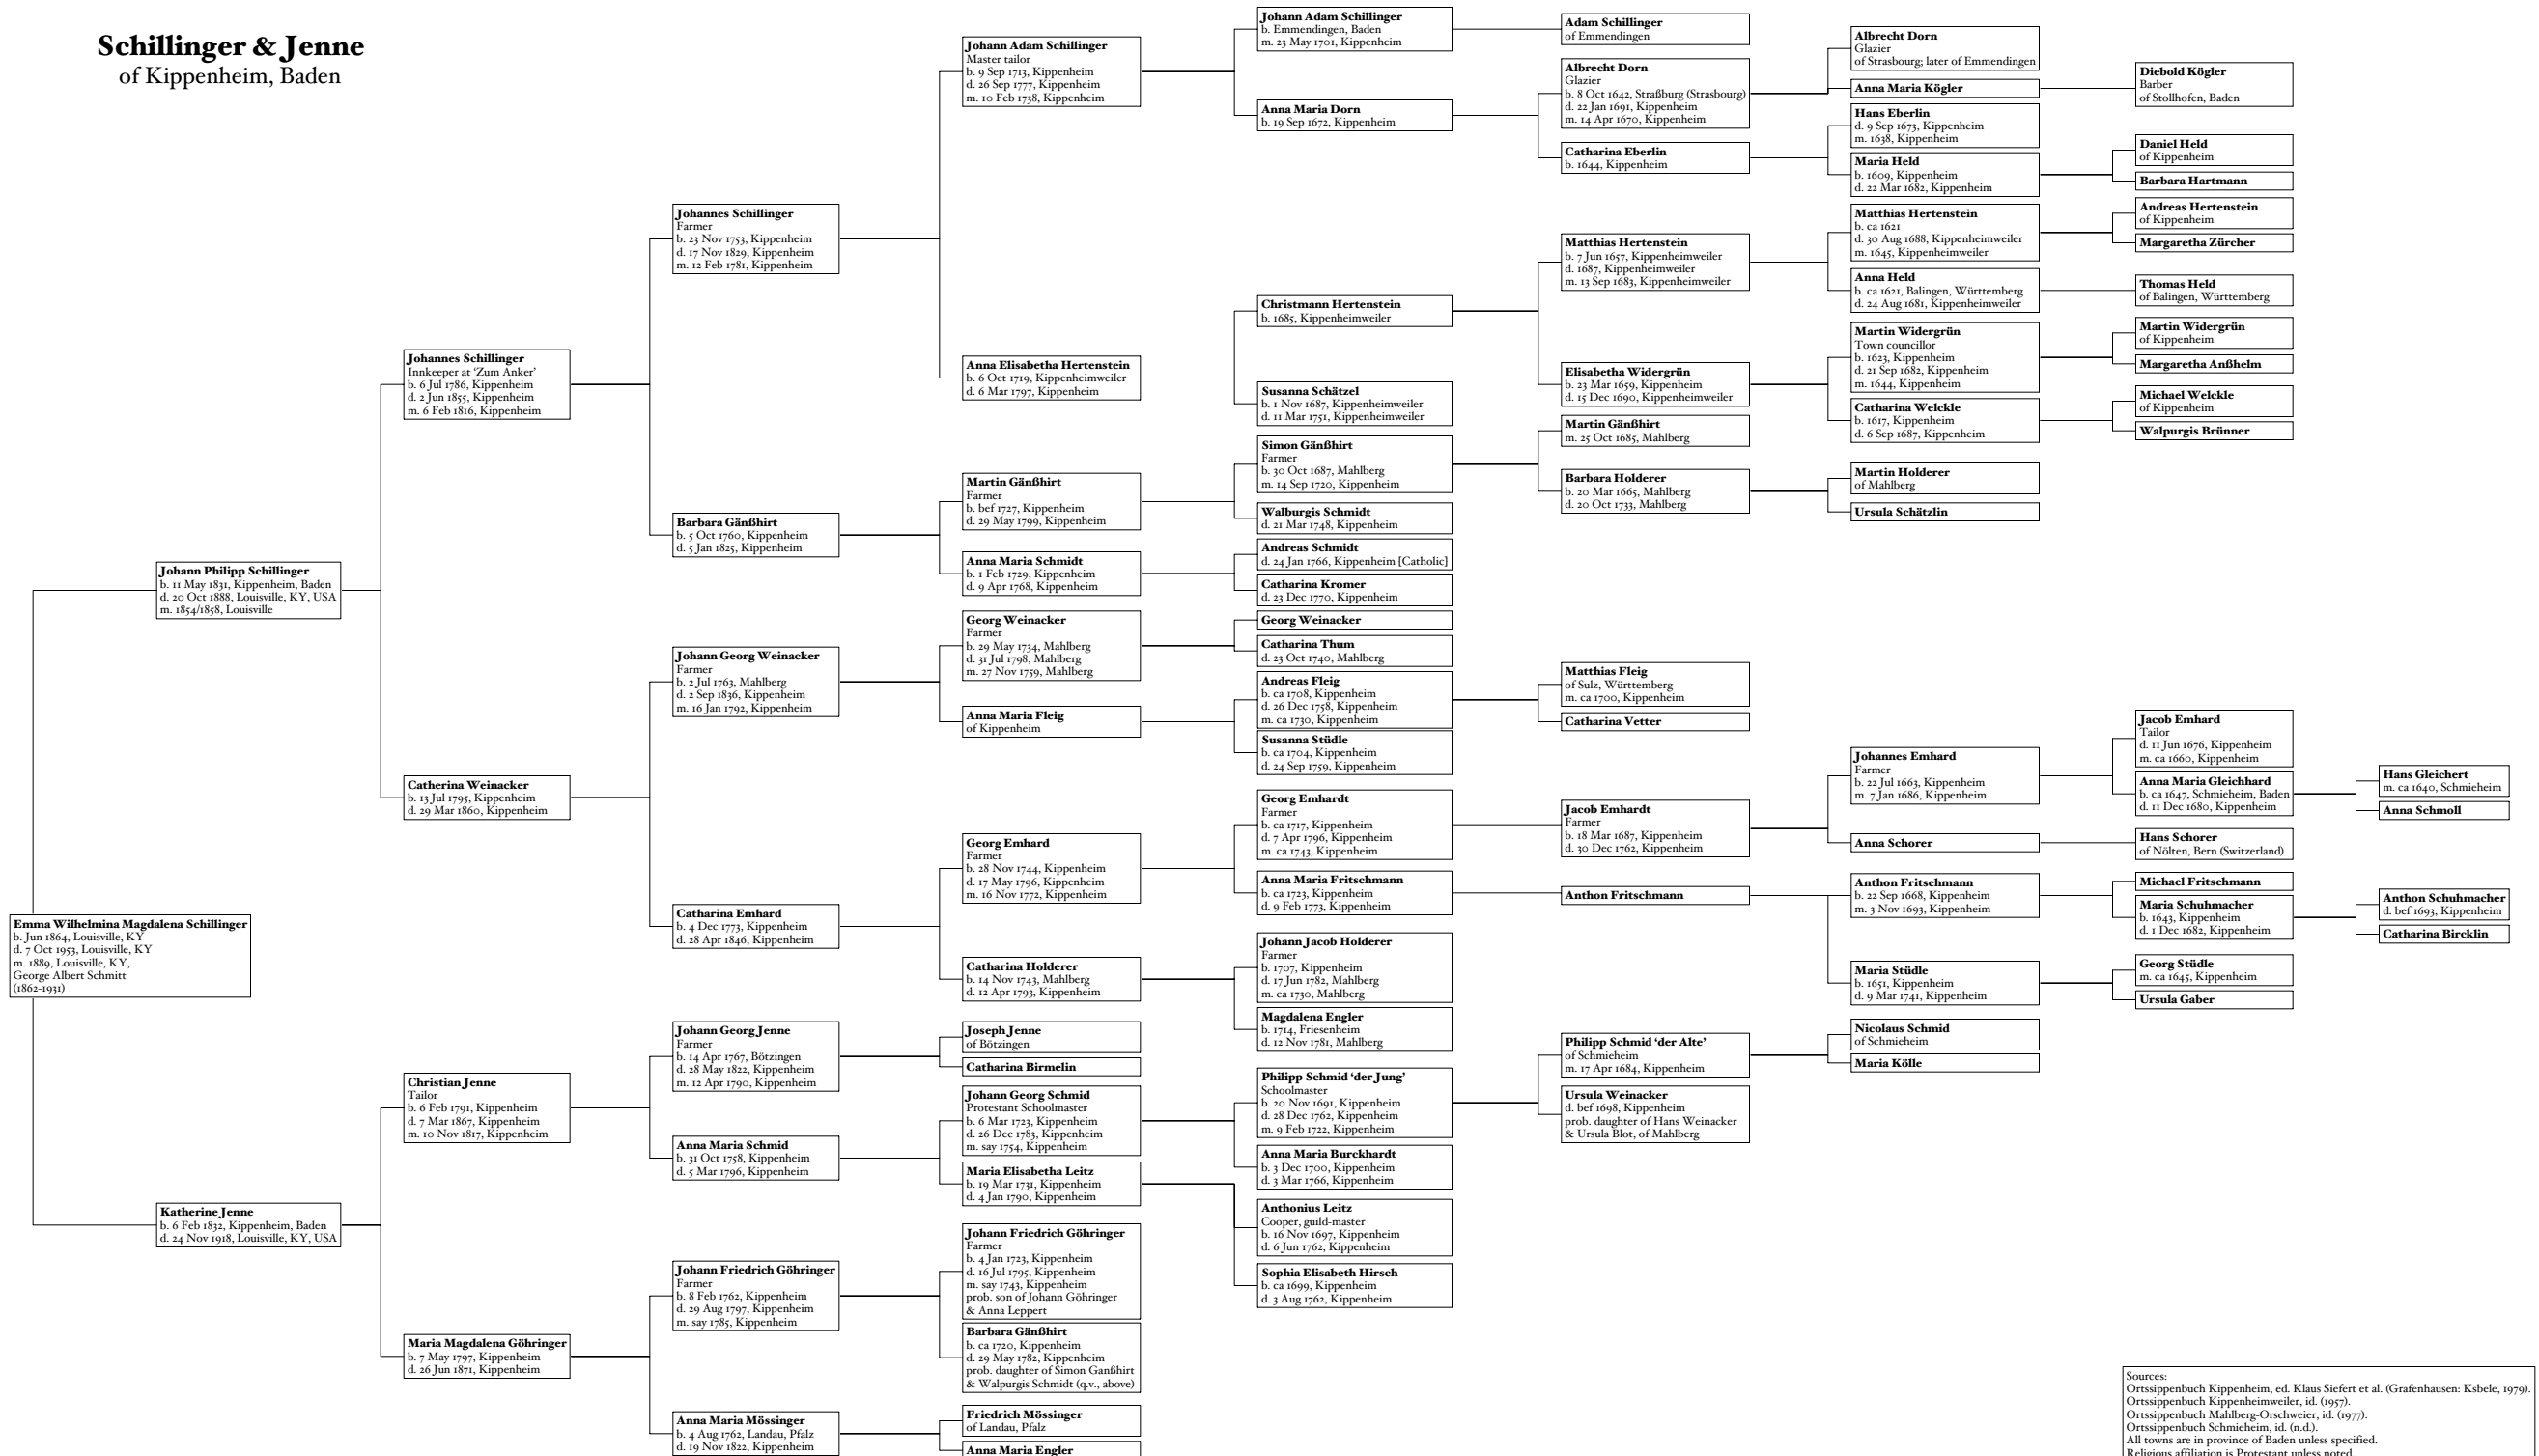 Schillinger & Jenne
of Kippenheim, Baden
Emma Wilhelmina Magdalena Schillinger
b. Jun 1864, Louisville, KY
d. 7 Oct 1953, Louisville, KY
m. 1889, Louisville, KY,
George Albert Schmitt
(1862-1931)
Johann Philipp Schillinger
b. 11 May 1831, Kippenheim, Baden
d. 20 Oct 1888, Louisville, KY, USA
m. 1854/1858, Louisville
Katherine Jenne
b. 6 Feb 1832, Kippenheim, Baden
d. 24 Nov 1918, Louisville, KY, USA
Johannes Schillinger
Innkeeper at ‘Zum Anker’
b. 6 Jul 1786, Kippenheim
d. 2 Jun 1855, Kippenheim
m. 6 Feb 1816, Kippenheim
Catherina Weinacker
b. 13 Jul 1795, Kippenheim
d. 29 Mar 1860, Kippenheim
Christian Jenne
Tailor
b. 6 Feb 1791, Kippenheim
d. 7 Mar 1867, Kippenheim
m. 10 Nov 1817, Kippenheim
Maria Magdalena Göhringer
b. 7 May 1797, Kippenheim
d. 26 Jun 1871, Kippenheim
Johannes Schillinger
Farmer
b. 23 Nov 1753, Kippenheim
d. 17 Nov 1829, Kippenheim
m. 12 Feb 1781, Kippenheim
Barbara Gänßhirt
b. 5 Oct 1760, Kippenheim
d. 5 Jan 1825, Kippenheim
Johann Georg Weinacker
Farmer
b. 2 Jul 1763, Mahlberg
d. 2 Sep 1836, Kippenheim
m. 16 Jan 1792, Kippenheim
Catharina Emhard
b. 4 Dec 1773, Kippenheim
d. 28 Apr 1846, Kippenheim
Johann Georg Jenne
Farmer
b. 14 Apr 1767, Bötzingen
d. 28 May 1822, Kippenheim
m. 12 Apr 1790, Kippenheim
Anna Maria Schmid
b. 31 Oct 1758, Kippenheim
d. 5 Mar 1796, Kippenheim
Johann Friedrich Göhringer
Farmer
b. 8 Feb 1762, Kippenheim
d. 29 Aug 1797, Kippenheim
m. say 1785, Kippenheim
Anna Maria Mössinger
b. 4 Aug 1762, Landau, Pfalz
d. 19 Nov 1822, Kippenheim
Johann Adam Schillinger
Master tailor
b. 9 Sep 1713, Kippenheim
d. 26 Sep 1777, Kippenheim
m. 10 Feb 1738, Kippenheim
Anna Elisabetha Hertenstein
b. 6 Oct 1719, Kippenheimweiler
d. 6 Mar 1797, Kippenheim
Martin Gänßhirt
Farmer
b. bef 1727, Kippenheim
d. 29 May 1799, Kippenheim
Anna Maria Schmidt
b. 1 Feb 1729, Kippenheim
d. 9 Apr 1768, Kippenheim
Georg Weinacker
Farmer
b. 29 May 1734, Mahlberg
d. 31 Jul 1798, Mahlberg
m. 27 Nov 1759, Mahlberg
Anna Maria Fleig
of Kippenheim
Georg Emhard
Farmer
b. 28 Nov 1744, Kippenheim
d. 17 May 1796, Kippenheim
m. 16 Nov 1772, Kippenheim
Catharina Holderer
b. 14 Nov 1743, Mahlberg
d. 12 Apr 1793, Kippenheim
Joseph Jenne
of Bötzingen
Catharina Birmelin
Johann Georg Schmid
Protestant Schoolmaster
b. 6 Mar 1723, Kippenheim
d. 26 Dec 1783, Kippenheim
m. say 1754, Kippenheim
Maria Elisabetha Leitz
b. 19 Mar 1731, Kippenheim
d. 4 Jan 1790, Kippenheim
Johann Friedrich Göhringer
Farmer
b. 4 Jan 1723, Kippenheim
d. 16 Jul 1795, Kippenheim
m. say 1743, Kippenheim
prob. son of Johann Göhringer
& Anna Leppert
Barbara Gänßhirt
b. ca 1720, Kippenheim
d. 29 May 1782, Kippenheim
prob. daughter of Simon Ganßhirt
& Walpurgis Schmidt (q.v., above)
Friedrich Mössinger
of Landau, Pfalz
Anna Maria Engler
Johann Adam Schillinger
b. Emmendingen, Baden
m. 23 May 1701, Kippenheim
Anna Maria Dorn
b. 19 Sep 1672, Kippenheim
Christmann Hertenstein
b. 1685, Kippenheimweiler
Susanna Schätzel
b. 1 Nov 1687, Kippenheimweiler
d. 11 Mar 1751, Kippenheimweiler
Simon Gänßhirt
Farmer
b. 30 Oct 1687, Mahlberg
m. 14 Sep 1720, Kippenheim
Walburgis Schmidt
d. 21 Mar 1748, Kippenheim
Andreas Schmidt
d. 24 Jan 1766, Kippenheim [Catholic]
Catharina Kromer
d. 23 Dec 1770, Kippenheim
Georg Weinacker
Catharina Thum
d. 23 Oct 1740, Mahlberg
Andreas Fleig
b. ca 1708, Kippenheim
d. 26 Dec 1758, Kippenheim
m. ca 1730, Kippenheim
Susanna Stüdle
b. ca 1704, Kippenheim
d. 24 Sep 1759, Kippenheim
Georg Emhardt
Farmer
b. ca 1717, Kippenheim
d. 7 Apr 1796, Kippenheim
m. ca 1743, Kippenheim
Anna Maria Fritschmann
b. ca 1723, Kippenheim
d. 9 Feb 1773, Kippenheim
Johann Jacob Holderer
Farmer
b. 1707, Kippenheim
d. 17 Jun 1782, Mahlberg
m. ca 1730, Mahlberg
Magdalena Engler
b. 1714, Friesenheim
d. 12 Nov 1781, Mahlberg
Philipp Schmid ‘der Jung’
Schoolmaster
b. 20 Nov 1691, Kippenheim
d. 28 Dec 1762, Kippenheim
m. 9 Feb 1722, Kippenheim
Anna Maria Burckhardt
b. 3 Dec 1700, Kippenheim
d. 3 Mar 1766, Kippenheim
Anthonius Leitz
Cooper, guild-master
b. 16 Nov 1697, Kippenheim
d. 6 Jun 1762, Kippenheim
Sophia Elisabeth Hirsch
b. ca 1699, Kippenheim
d. 3 Aug 1762, Kippenheim
Adam Schillinger
of Emmendingen
Albrecht Dorn
Glazier
b. 8 Oct 1642, Straßburg (Strasbourg)
d. 22 Jan 1691, Kippenheim
m. 14 Apr 1670, Kippenheim
Catharina Eberlin
b. 1644, Kippenheim
Matthias Hertenstein
b. 7 Jun 1657, Kippenheimweiler
d. 1687, Kippenheimweiler
m. 13 Sep 1683, Kippenheimweiler
Elisabetha Widergrün
b. 23 Mar 1659, Kippenheim
d. 15 Dec 1690, Kippenheimweiler
Martin Gänßhirt
m. 25 Oct 1685, Mahlberg
Barbara Holderer
b. 20 Mar 1665, Mahlberg
d. 20 Oct 1733, Mahlberg
Matthias Fleig
of Sulz, Württemberg
m. ca 1700, Kippenheim
Catharina Vetter
Jacob Emhardt
Farmer
b. 18 Mar 1687, Kippenheim
d. 30 Dec 1762, Kippenheim
Anthon Fritschmann
Philipp Schmid ‘der Alte’
of Schmieheim
m. 17 Apr 1684, Kippenheim
Ursula Weinacker
d. bef 1698, Kippenheim
prob. daughter of Hans Weinacker
& Ursula Blot, of Mahlberg
Albrecht Dorn
Glazier
of Strasbourg; later of Emmendingen
Anna Maria Kögler
Hans Eberlin
d. 9 Sep 1673, Kippenheim
m. 1638, Kippenheim
Maria Held
b. 1609, Kippenheim
d. 22 Mar 1682, Kippenheim
Matthias Hertenstein
b. ca 1621
d. 30 Aug 1688, Kippenheimweiler
m. 1645, Kippenheimweiler
Anna Held
b. ca 1621, Balingen, Württemberg
d. 24 Aug 1681, Kippenheimweiler
Martin Widergrün
Town councillor
b. 1623, Kippenheim
d. 21 Sep 1682, Kippenheim
m. 1644, Kippenheim
Catharina Welckle
b. 1617, Kippenheim
d. 6 Sep 1687, Kippenheim
Martin Holderer
of Mahlberg
Ursula Schätzlin
Johannes Emhard
Farmer
b. 22 Jul 1663, Kippenheim
m. 7 Jan 1686, Kippenheim
Anna Schorer
Anthon Fritschmann
b. 22 Sep 1668, Kippenheim
m. 3 Nov 1693, Kippenheim
Maria Stüdle
b. 1651, Kippenheim
d. 9 Mar 1741, Kippenheim
Nicolaus Schmid
of Schmieheim
Maria Kölle
Diebold Kögler
Barber
of Stollhofen, Baden
Daniel Held
of Kippenheim
Barbara Hartmann
Andreas Hertenstein
of Kippenheim
Margaretha Zürcher
Thomas Held
of Balingen, Württemberg
Martin Widergrün
of Kippenheim
Margaretha Anßhelm
Michael Welckle
of Kippenheim
Walpurgis Brünner
Jacob Emhard
Tailor
d. 11 Jun 1676, Kippenheim
m. ca 1660, Kippenheim
Anna Maria Gleichhard
b. ca 1647, Schmieheim, Baden
d. 11 Dec 1680, Kippenheim
Hans Schorer
of Nölten, Bern (Switzerland)
Michael Fritschmann
Maria Schuhmacher
b. 1643, Kippenheim
d. 1 Dec 1682, Kippenheim
Georg Stüdle
m. ca 1645, Kippenheim
Ursula Gaber
Hans Gleichert
m. ca 1640, Schmieheim
Anna Schmoll
Anthon Schuhmacher
d. bef 1693, Kippenheim
Catharina Bircklin
Sources:
Ortssippenbuch Kippenheim, ed. Klaus Siefert et al. (Grafenhausen: Ksbele, 1979).
Ortssippenbuch Kippenheimweiler, id. (1957).
Ortssippenbuch Mahlberg-Orschweier, id. (1977).
Ortssippenbuch Schmieheim, id. (n.d.).
All towns are in province of Baden unless specified.
Religious affiliation is Protestant unless noted